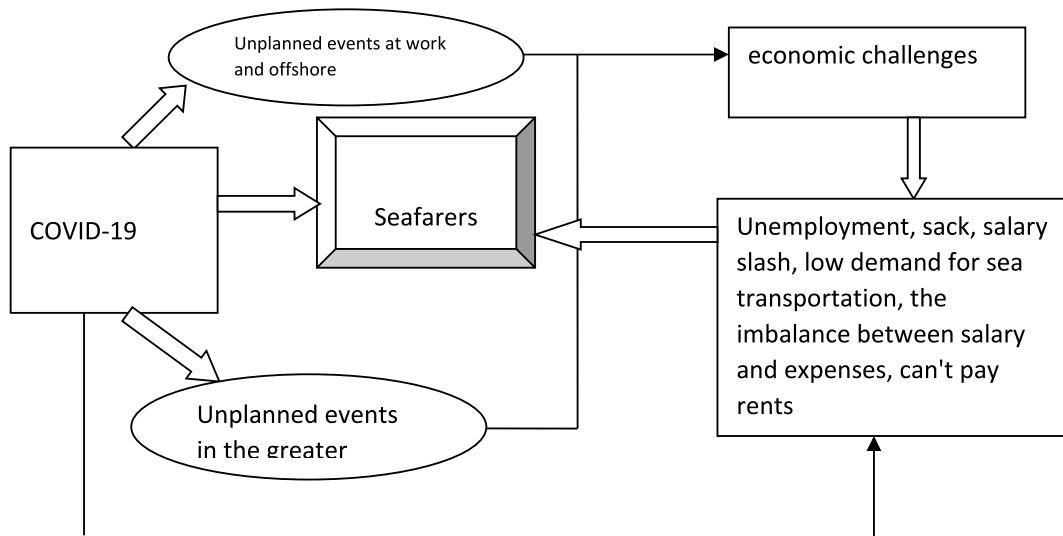 Unplanned events at work
and offshore
economic challenges
COVID-19
Seafarers
Unemployment, sack, salary
slash, low demand for sea
transportation, the
imbalance between salary
and expenses, can't pay
rents
Unplanned events
in the greater